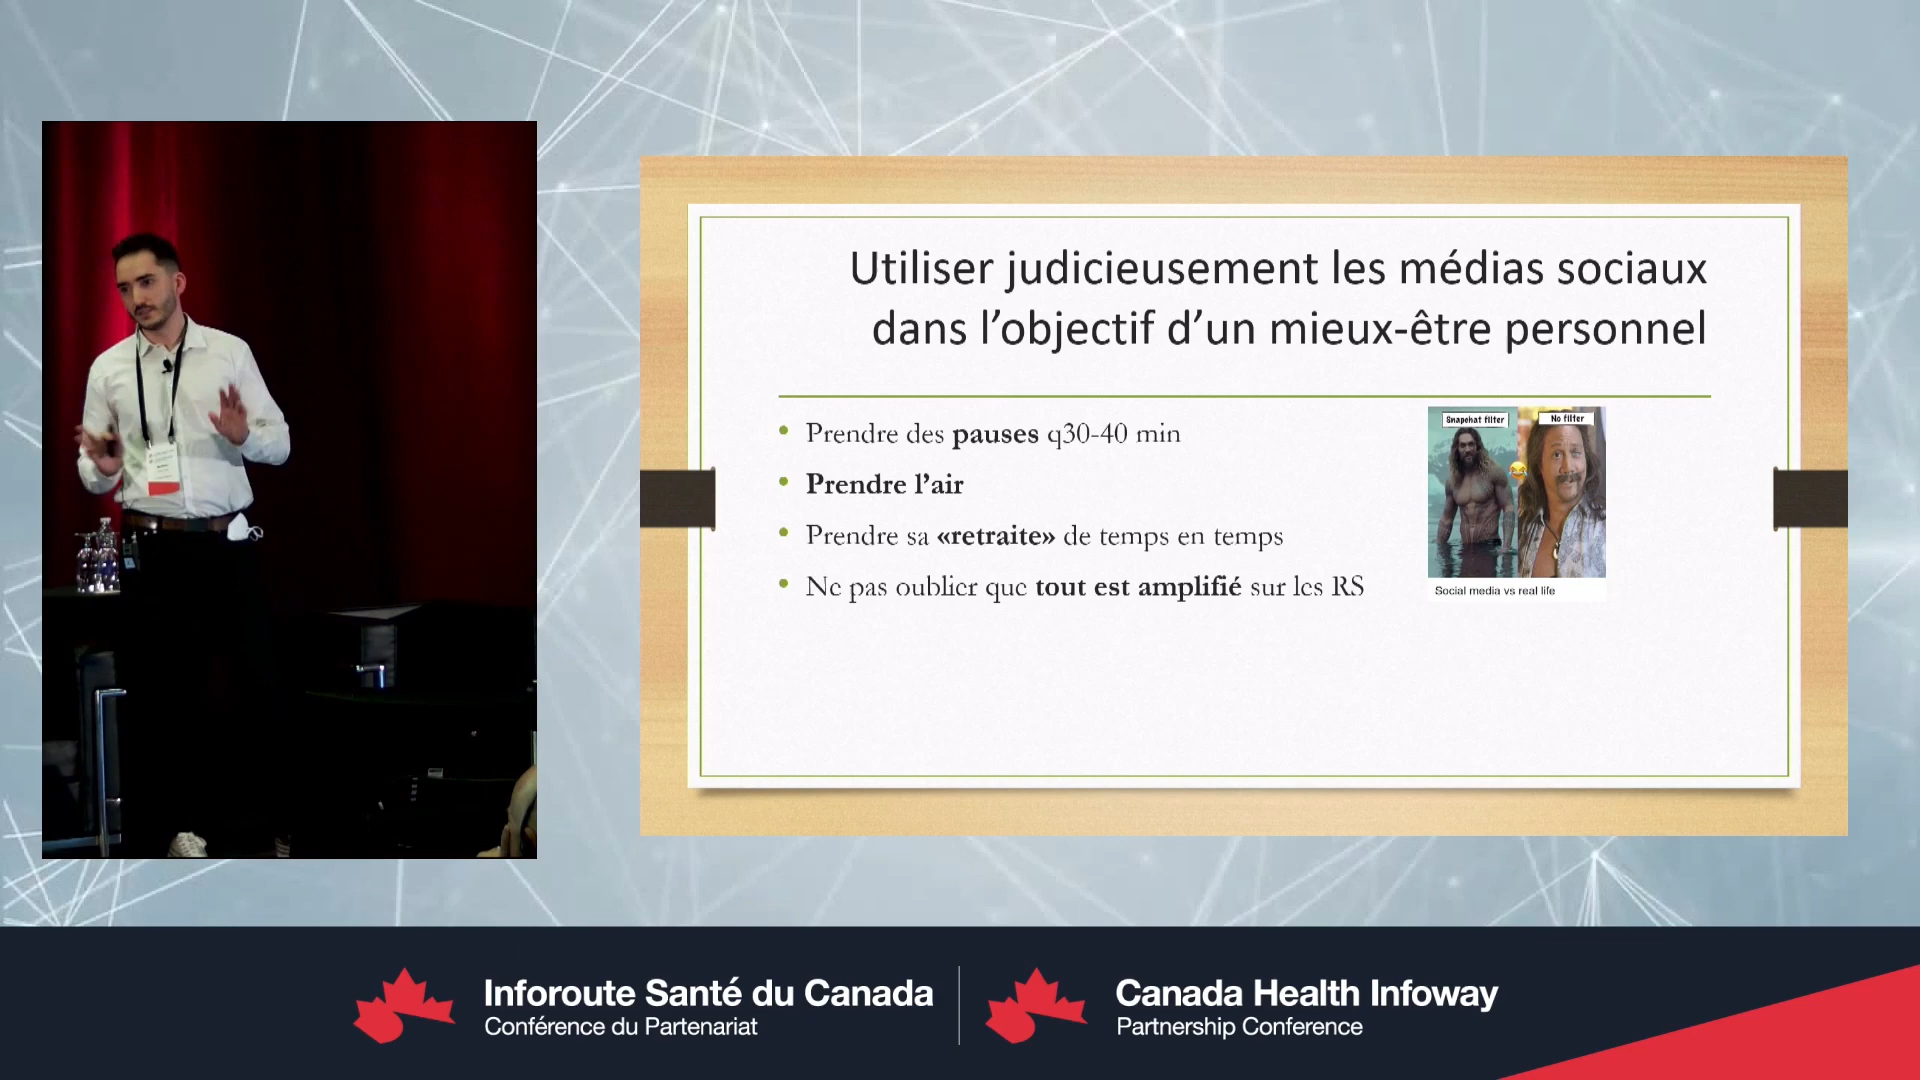 Utiliser judicieusement les médias sociaux
dans l’objectif d’un mieux-être personnel
• Prendre des pauses q30-40 min
• Prendre l’air
• Prendre sa «retraite» de temps en temps
• Ne pas oublier que tout est amplifié sur les RS
Snapchat filter
No filter
Social media vs real life
Inforoute Santé du Canada
Conférence du Partenariat
Canada Health Infoway
Partnership Conference